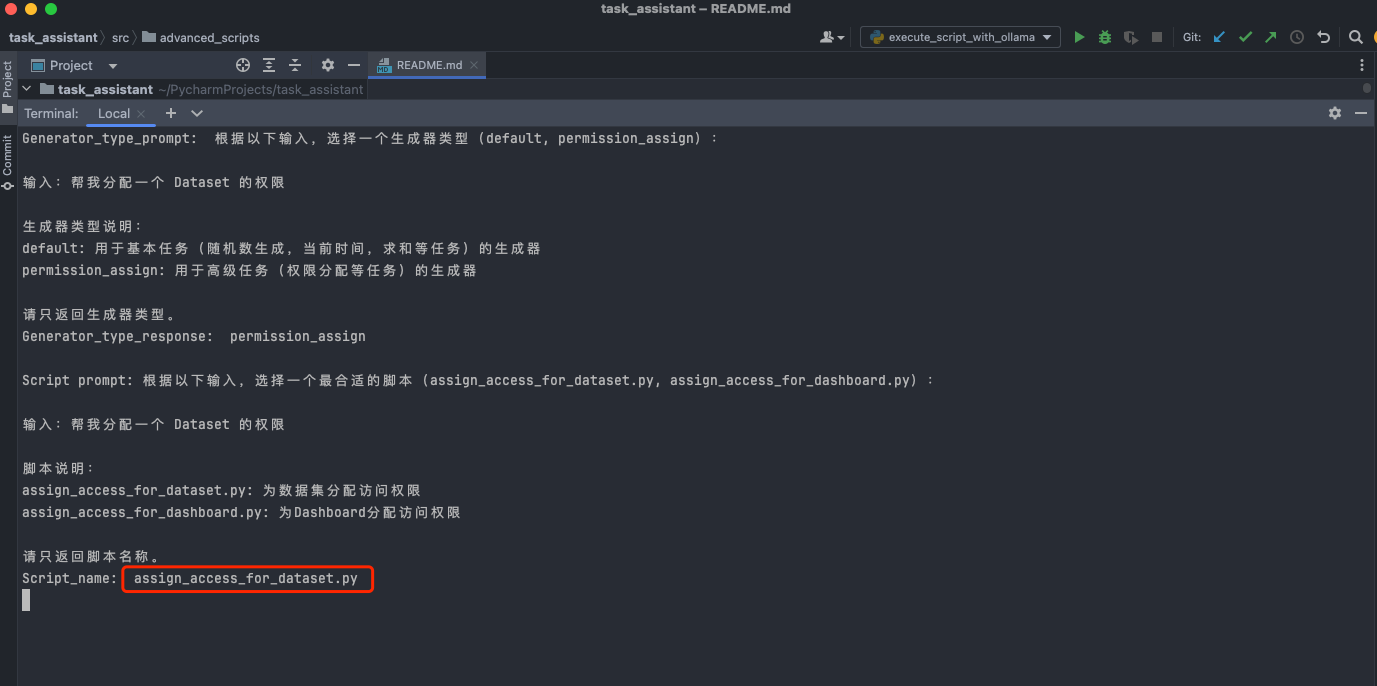 task_assistant – README.md
task_assistant 〉 src 〉 advanced_scripts
execute_script_with_ollama
Git:
Project
Project
README.md
task_assistant ~/PycharmProjects/task_assistant
Terminal: Local
Commit
Generator_type_prompt: 根据以下输入，选择一个生成器类型（default, permission_assign）：
输入：帮我分配一个 Dataset 的权限
生成器类型说明：
default: 用于基本任务（随机数生成，当前时间，求和等任务）的生成器
permission_assign: 用于高级任务（权限分配等任务）的生成器
请只返回生成器类型。
Generator_type_response: permission_assign
Script prompt: 根据以下输入，选择一个最合适的脚本（assign_access_for_dataset.py, assign_access_for_dashboard.py）：
输入：帮我分配一个 Dataset 的权限
脚本说明：
assign_access_for_dataset.py: 为数据集分配访问权限
assign_access_for_dashboard.py: 为Dashboard分配访问权限
请只返回脚本名称。
Script_name: assign_access_for_dataset.py